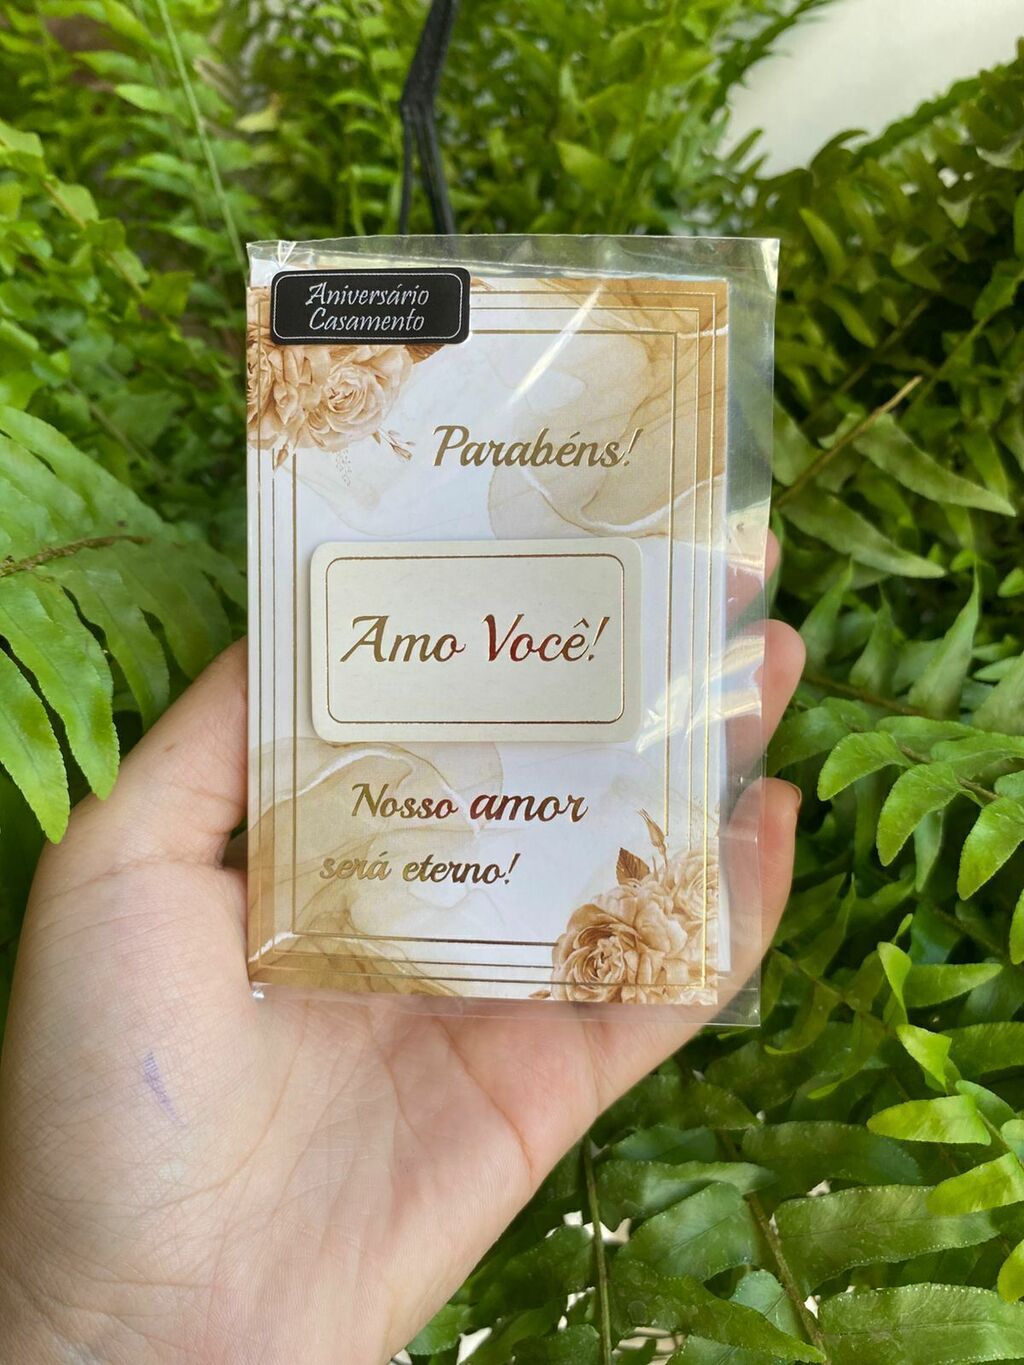 Aniversário
Casamento
Parabéns!
Amo Você!
Nosso amor
será eterno!